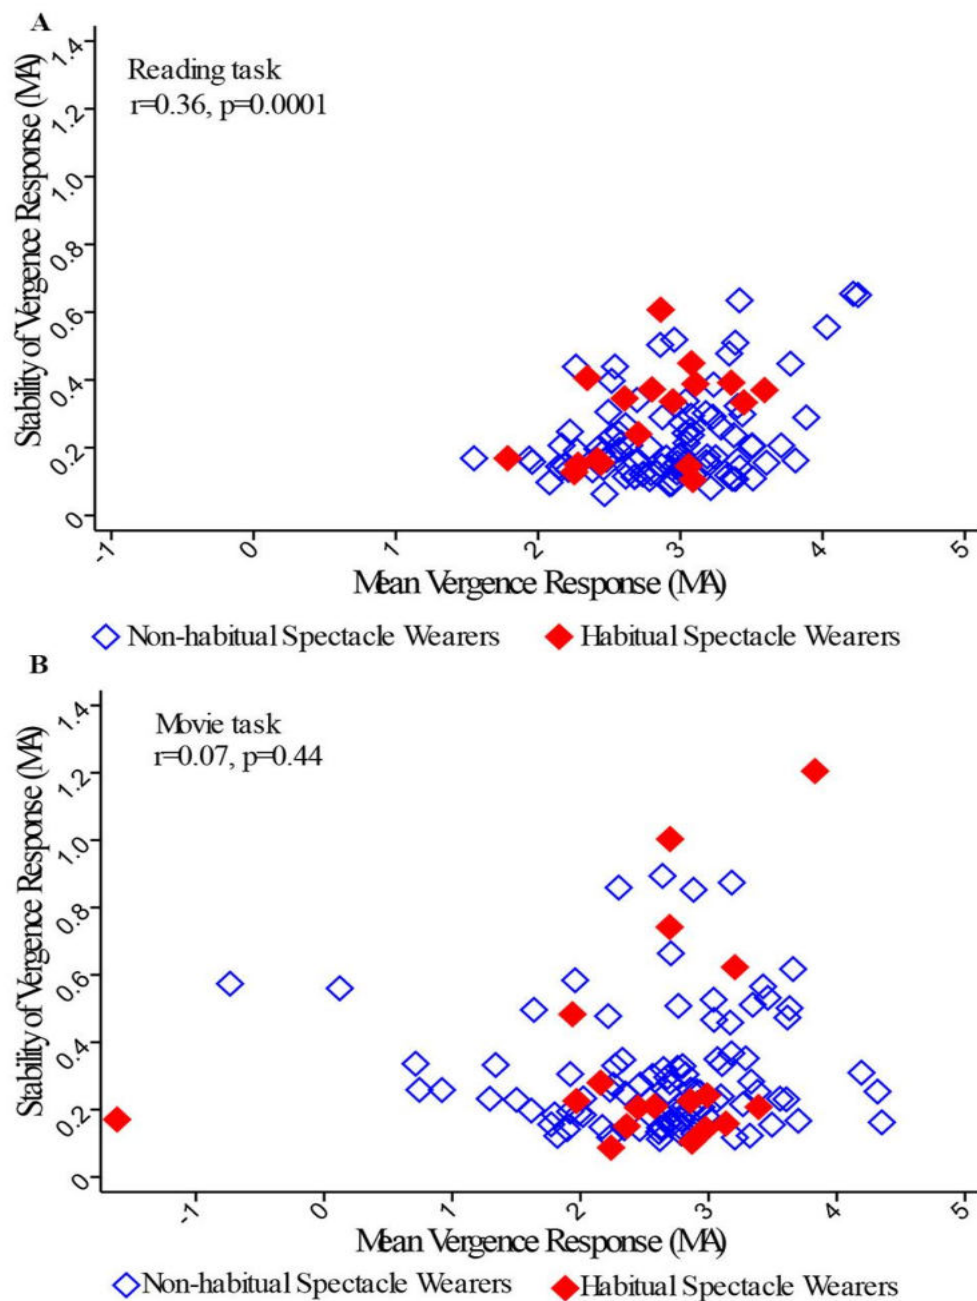 A
Reading task
r=0.36, p=0.0001
Stability of Vergence Response (MA)
1.4
1.2
1.0
0.8
0.6
0.4
0.2
0
-1 0 1 2 3 4 5
Mean Vergence Response (MA)
Non-habitual Spectacle Wearers Habitual Spectacle Wearers
B
Movie task
r=0.07, p=0.44
Stability of Vergence Response (MA)
1.4
1.2
1.0
0.8
0.6
0.4
0.2
0
-1 0 1 2 3 4 5
Mean Vergence Response (MA)
Non-habitual Spectacle Wearers Habitual Spectacle Wearers